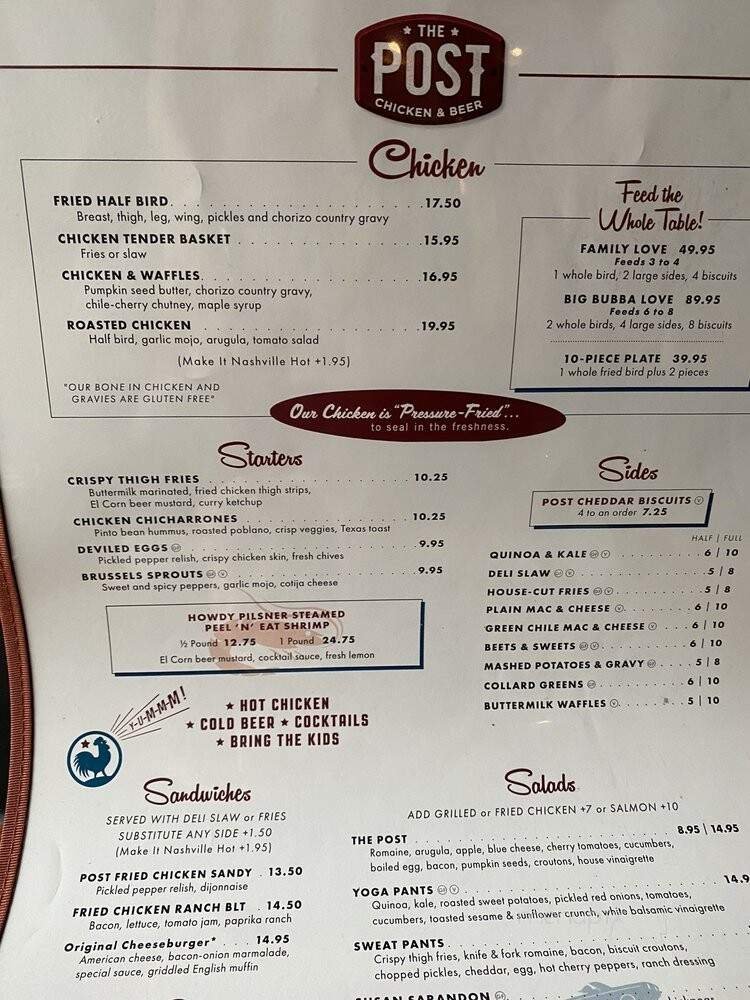 ★ THE ★
POST
CHICKEN & BEER
Chicken
FRIED HALF BIRD. . . . . . . . . . . . . . . . . . . . . 17.50
Breast, thigh, leg, wing, pickles and chorizo country gravy
CHICKEN TENDER BASKET . . . . . . . . . . . . . . . . 15.95
Fries or slaw
CHICKEN & WAFFLES. . . . . . . . . . . . . . . . . . . 16.95
Pumpkin seed butter, chorizo country gravy,
chile-cherry chutney, maple syrup
ROASTED CHICKEN . . . . . . . . . . . . . . . . . . . 19.95
Half bird, garlic mojo, arugula, tomato salad
(Make It Nashville Hot +1.95)
"OUR BONE IN CHICKEN AND
GRAVIES ARE GLUTEN FREE"
Feed the
Whole Table!
FAMILY LOVE 49.95
Feeds 3 to 4
1 whole bird, 2 large sides, 4 biscuits
BIG BUBBA LOVE 89.95
Feeds 6 to 8
2 whole birds, 4 large sides, 8 biscuits
10-PIECE PLATE 39.95
1 whole fried bird plus 2 pieces
Our Chicken is "Pressure-Fried"...
to seal in the freshness.
Starters
CRISPY THIGH FRIES . . . . . . . . . . . . . . . . . . 10.25
Buttermilk marinated, fried chicken thigh strips,
El Corn beer mustard, curry ketchup
CHICKEN CHICHARRONES . . . . . . . . . . . . . . . . 10.25
Pinto bean hummus, roasted poblano, crisp veggies, Texas toast
DEVILED EGGS GF . . . . . . . . . . . . . . . . . . . . 9.95
Pickled pepper relish, crispy chicken skin, fresh chives
BRUSSELS SPROUTS GF V . . . . . . . . . . . . . . . . . 9.95
Sweet and spicy peppers, garlic mojo, cotija cheese
HOWDY PILSNER STEAMED
PEEL 'N' EAT SHRIMP
½ Pound 12.75 1 Pound 24.75
El Corn beer mustard, cocktail sauce, fresh lemon
Y-U-M-M-M!
★ HOT CHICKEN
★ COLD BEER ★ COCKTAILS
★ BRING THE KIDS
Sides
POST CHEDDAR BISCUITS V
4 to an order 7.25
HALF | FULL
QUINOA & KALE GF V . . . . . . . . . . 6 | 10
DELI SLAW GF V . . . . . . . . . . . . 5 | 8
HOUSE-CUT FRIES GF V . . . . . . . . . 5 | 8
PLAIN MAC & CHEESE V. . . . . . . . . 6 | 10
GREEN CHILE MAC & CHEESE V . . . . 6 | 10
BEETS & SWEETS GF V. . . . . . . . . . 6 | 10
MASHED POTATOES & GRAVY GF . . . . . 5 | 8
COLLARD GREENS GF . . . . . . . . . . 6 | 10
BUTTERMILK WAFFLES V. . . . . . . . . 5 | 10
Sandwiches
SERVED WITH DELI SLAW or FRIES
SUBSTITUTE ANY SIDE +1.50
(Make It Nashville Hot +1.95)
POST FRIED CHICKEN SANDY . 13.50
Pickled pepper relish, dijonnaise
FRIED CHICKEN RANCH BLT . 14.50
Bacon, lettuce, tomato jam, paprika ranch
Original Cheeseburger* . . . . 14.95
American cheese, bacon-onion marmalade,
special sauce, griddled English muffin
Salads
ADD GRILLED or FRIED CHICKEN +7 or SALMON +10
THE POST . . . . . . . . . . . . . . . . . . . . 8.95 | 14.95
Romaine, arugula, apple, blue cheese, cherry tomatoes, cucumbers,
boiled egg, bacon, pumpkin seeds, croutons, house vinaigrette
YOGA PANTS GF V . . . . . . . . . . . . . . . . . . . 14.9
Quinoa, kale, roasted sweet potatoes, pickled red onions, tomatoes,
cucumbers, toasted sesame & sunflower crunch, white balsamic vinaigrette
SWEAT PANTS. . . . . . . . . . . . . . . . . . . . .
Crispy thigh fries, knife & fork romaine, bacon, biscuit croutons,
chopped pickles, cheddar, egg, hot cherry peppers, ranch dressing
SUSAN SARANDON GF